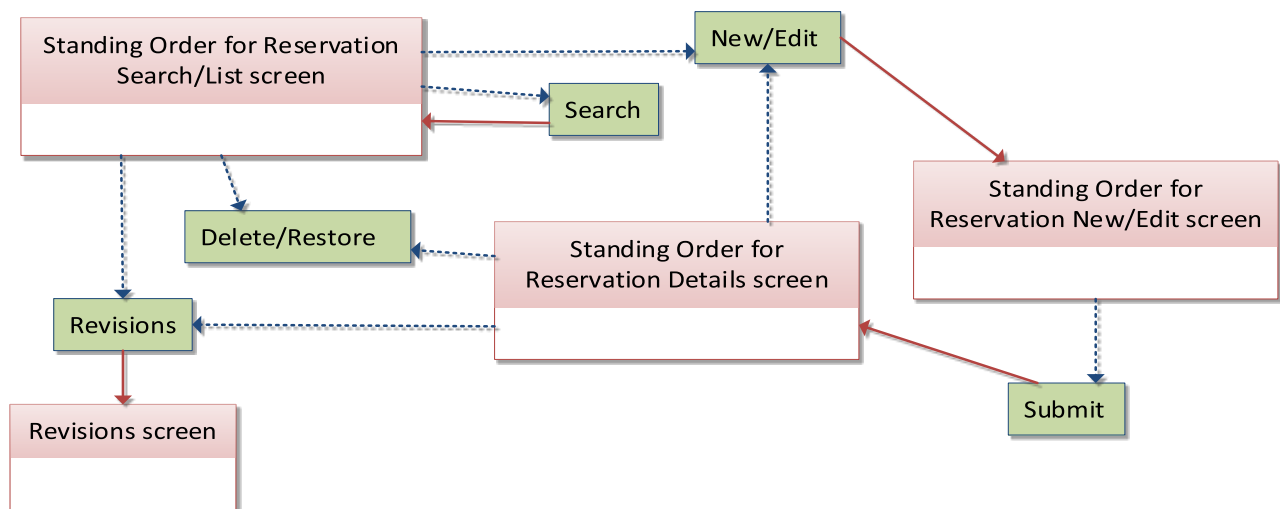 Standing Order for Reservation
Search/List screen
New/Edit
Search
Standing Order for
Reservation New/Edit screen
Delete/Restore
Standing Order for
Reservation Details screen
Revisions
Submit
Revisions screen